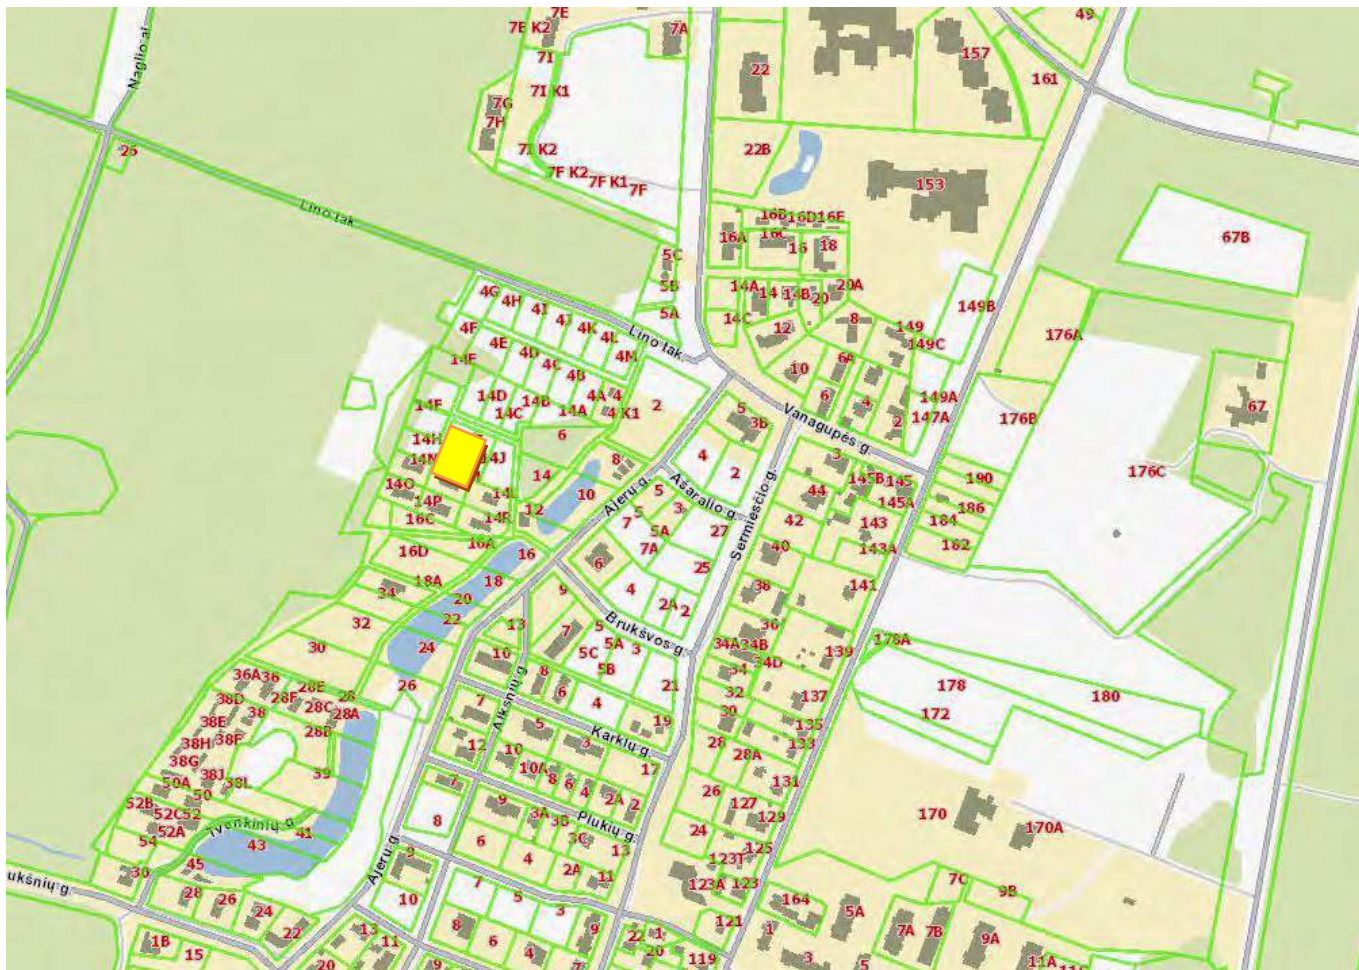 7E
49
7E K2
7A
157
7I
22
161
Naglio al.
7I K1
7G
7H
26
7I K2
22B
7F K2
7F K1
7F
153
Lino tak.
16B
16D
16E
16A
16C
16
18
67B
5C
5B
14A
14
14B
20
20A
4G
4H
4I
4J
4K
4L
4M
5A
14C
12
8
149
149C
149B
176A
4F
4E
4D
4C
4B
4A
4
4 K1
Lino tak.
14E
10
6A
14F
14D
14C
14B
14A
2
6
4
2
149A
147A
176B
67
5
3b
Vanagupės g.
14H
14J
6
8
4
2
3
14N
14
10
145B
145
145A
190
176C
14O
14P
14L
12
Ajerų g.
Ašaralio g.
5
3
44
186
16C
14R
5
7
5A
27
42
143
184
16D
16A
16
7A
Sermiesčio g.
40
143A
182
18A
18
6
25
34
20
9
4
2A
2
38
141
32
22
13
5
Brukšvos g.
36
30
24
10
7
5A
3
5C
5B
34A
34B
34D
34
139
178A
36A
36
28E
28
26
Alksnių g.
8
6
21
32
137
178
180
38D
28F
28C
28A
7
4
30
172
38E
38
28B
5
19
135
38H
38F
12
3
Karklų g.
28
28A
133
38G
10
38J
38L
39
10A
17
131
50A
7
8
6
4
2A
26
52B
50
9
3A
2
127
170
52C
52
Tvenkinių g.
8
3B
Plukių g.
129
170A
52A
41
6
3C
24
54
43
4
13
125
45
9
2A
123T
30
Ajerų g.
11
123A
123
7C
ukšnių g.
28
26
10
7
5
3
164
9B
24
121
5A
22
13
8
9
22
1
1
7A
7B
9A
1B
15
11
6
4
20
119
3
11A
20
9
7
5